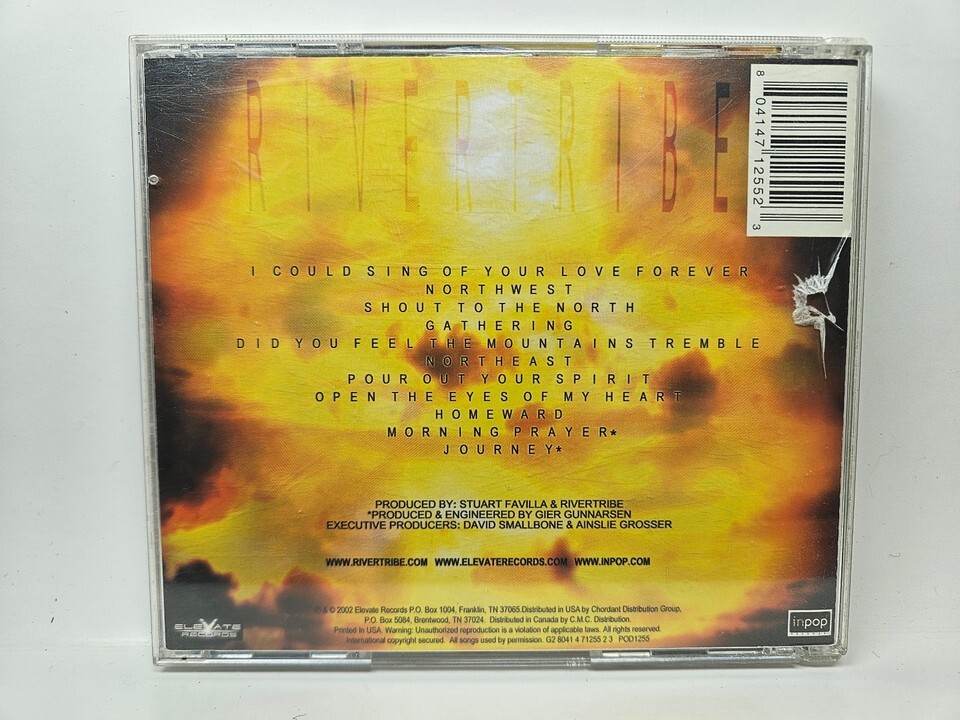 RIVERTRIBE
8 04147 12552 3
I COULD SING OF YOUR LOVE FOREVER
NORTHWEST
SHOUT TO THE NORTH
GATHERING
DID YOU FEEL THE MOUNTAINS TREMBLE
NORTHEAST
POUR OUT YOUR SPIRIT
OPEN THE EYES OF MY HEART
HOMEWARD
MORNING PRAYER*
JOURNEY*
PRODUCED BY: STUART FAVILLA & RIVERTRIBE
*PRODUCED & ENGINEERED BY GIER GUNNARSEN
EXECUTIVE PRODUCERS: DAVID SMALLBONE & AINSLIE GROSSER
WWW.RIVERTRIBE.COM WWW.ELEVATERECORDS.COM WWW.INPOP.COM
℗ & © 2002 Elevate Records P.O. Box 1004, Franklin, TN 37065.Distributed in USA by Chordant Distribution Group,
P.O. Box 5084, Brentwood, TN 37024. Distributed in Canada by C.M.C. Distribution.
Printed In USA. Warning: Unauthorized reproduction is a violation of applicable laws. All rights reserved.
International copyright secured. All songs used by permission. G2 8041 4 71255 2 3 POD1255
ELEVATE
RECORDS
inpop